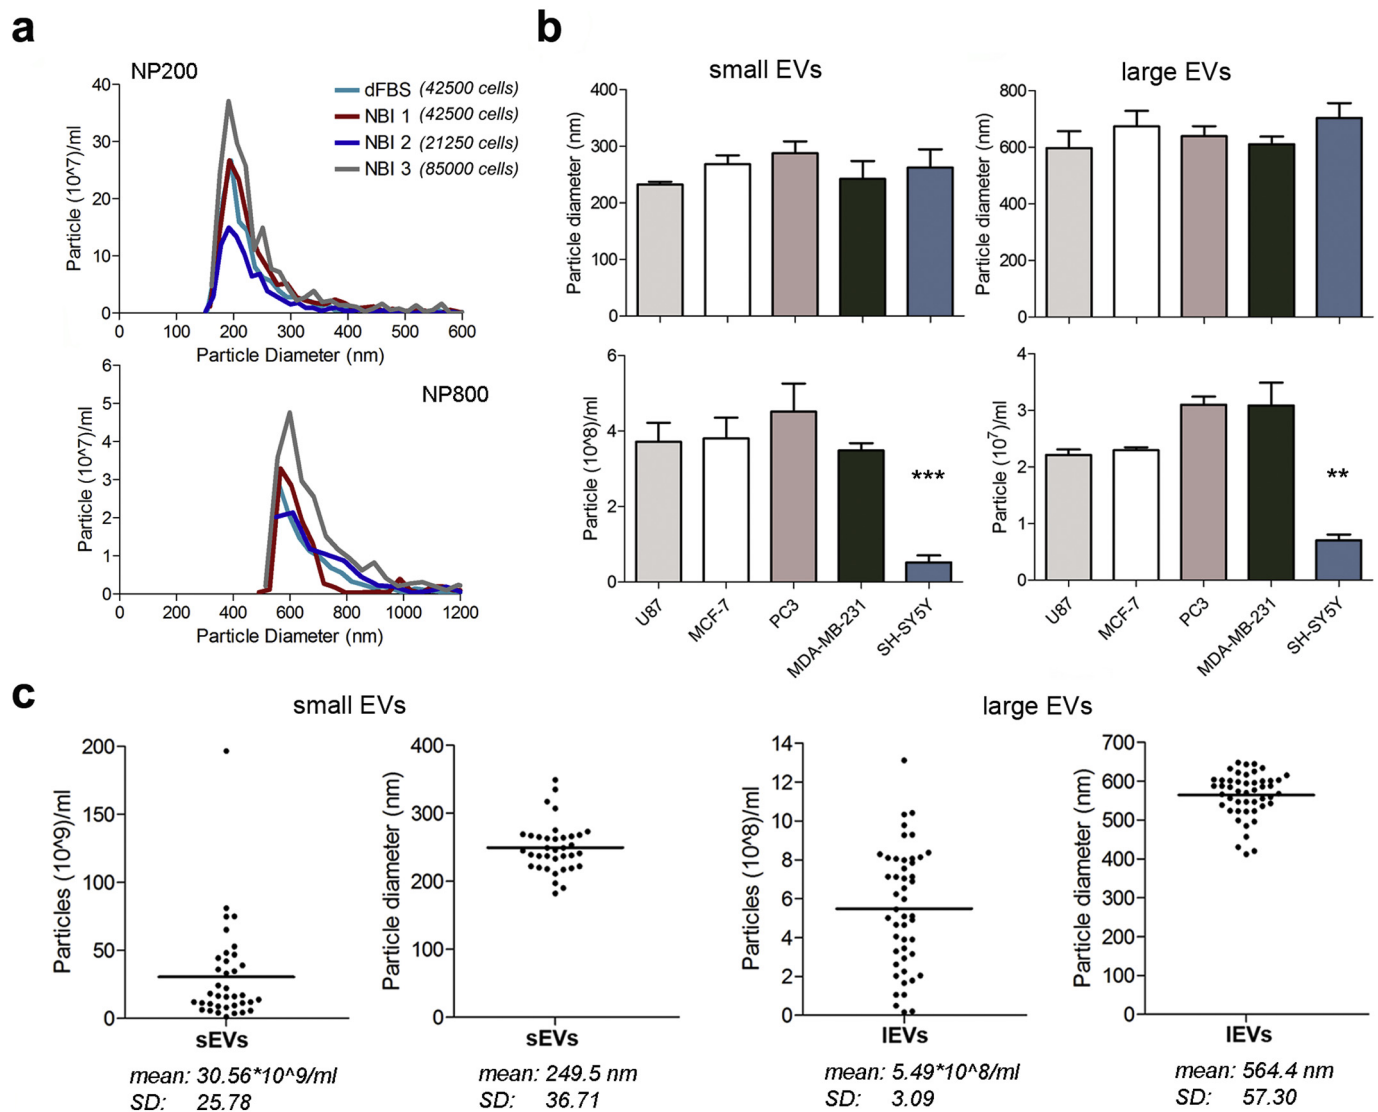 a
NP200
dFBS (42500 cells)
NBI 1 (42500 cells)
NBI 2 (21250 cells)
NBI 3 (85000 cells)
Particle (10^7)/ml
40
30
20
10
0
0 100 200 300 400 500 600
Particle Diameter (nm)
NP800
Particle (10^7)/ml
6
5
4
3
2
1
0
0 200 400 600 800 1000 1200
Particle Diameter (nm)
b
small EVs
Particle diameter (nm)
400
300
200
100
0
large EVs
Particle diameter (nm)
800
600
400
200
0
Particle (10^8)/ml
6
4
2
0
***
U87 MCF-7 PC3 MDA-MB-231 SH-SY5Y
Particle (10⁷)/ml
4
3
2
1
0
**
U87 MCF-7 PC3 MDA-MB-231 SH-SY5Y
c
small EVs
Particles (10^9)/ml
200
150
100
50
0
sEVs
mean: 30.56*10^9/ml
SD: 25.78
Particle diameter (nm)
400
300
200
100
0
sEVs
mean: 249.5 nm
SD: 36.71
large EVs
Particles (10^8)/ml
14
12
10
8
6
4
2
0
lEVs
mean: 5.49*10^8/ml
SD: 3.09
Particle diameter (nm)
700
600
500
400
300
200
100
0
lEVs
mean: 564.4 nm
SD: 57.30